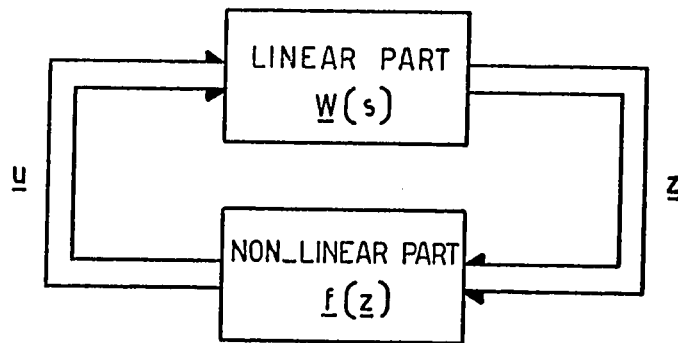 LINEAR PART
W(s)
u
z
NON_LINEAR PART
f(z)